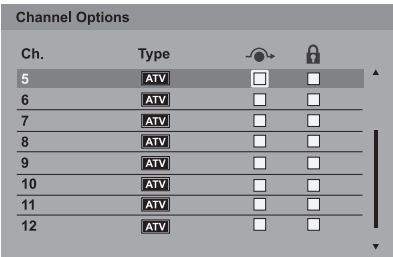 Channel Options
Ch. Type
5 ATV
6 ATV
7 ATV
8 ATV
9 ATV
10 ATV
11 ATV
12 ATV